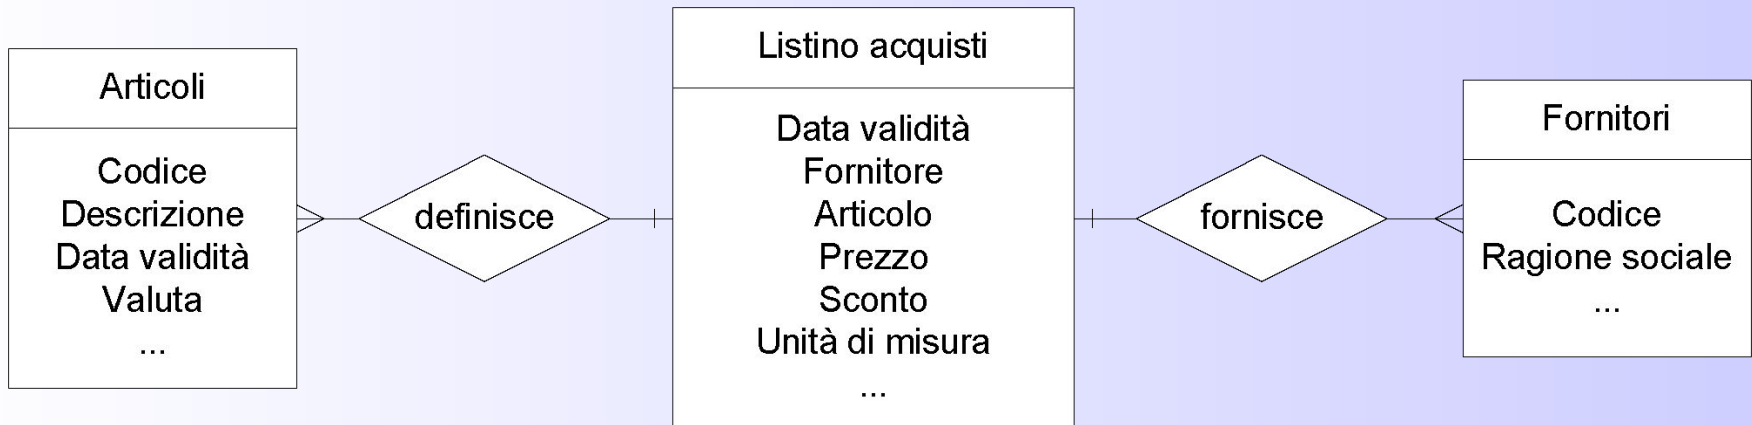 Articoli
Codice
Descrizione
Data validità
Valuta
...
definisce
Listino acquisti
Data validità
Fornitore
Articolo
Prezzo
Sconto
Unità di misura
...
fornisce
Fornitori
Codice
Ragione sociale
...